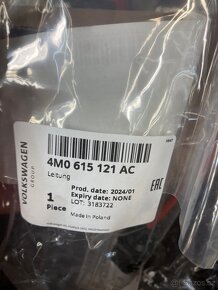 VOLKSWAGEN
GROUP
4M0 615 121 AC
Leitung
Prod. date: 2024/01
Expiry date: NONE
LOT: 3183722
1
Piece
Made in Poland
EAC